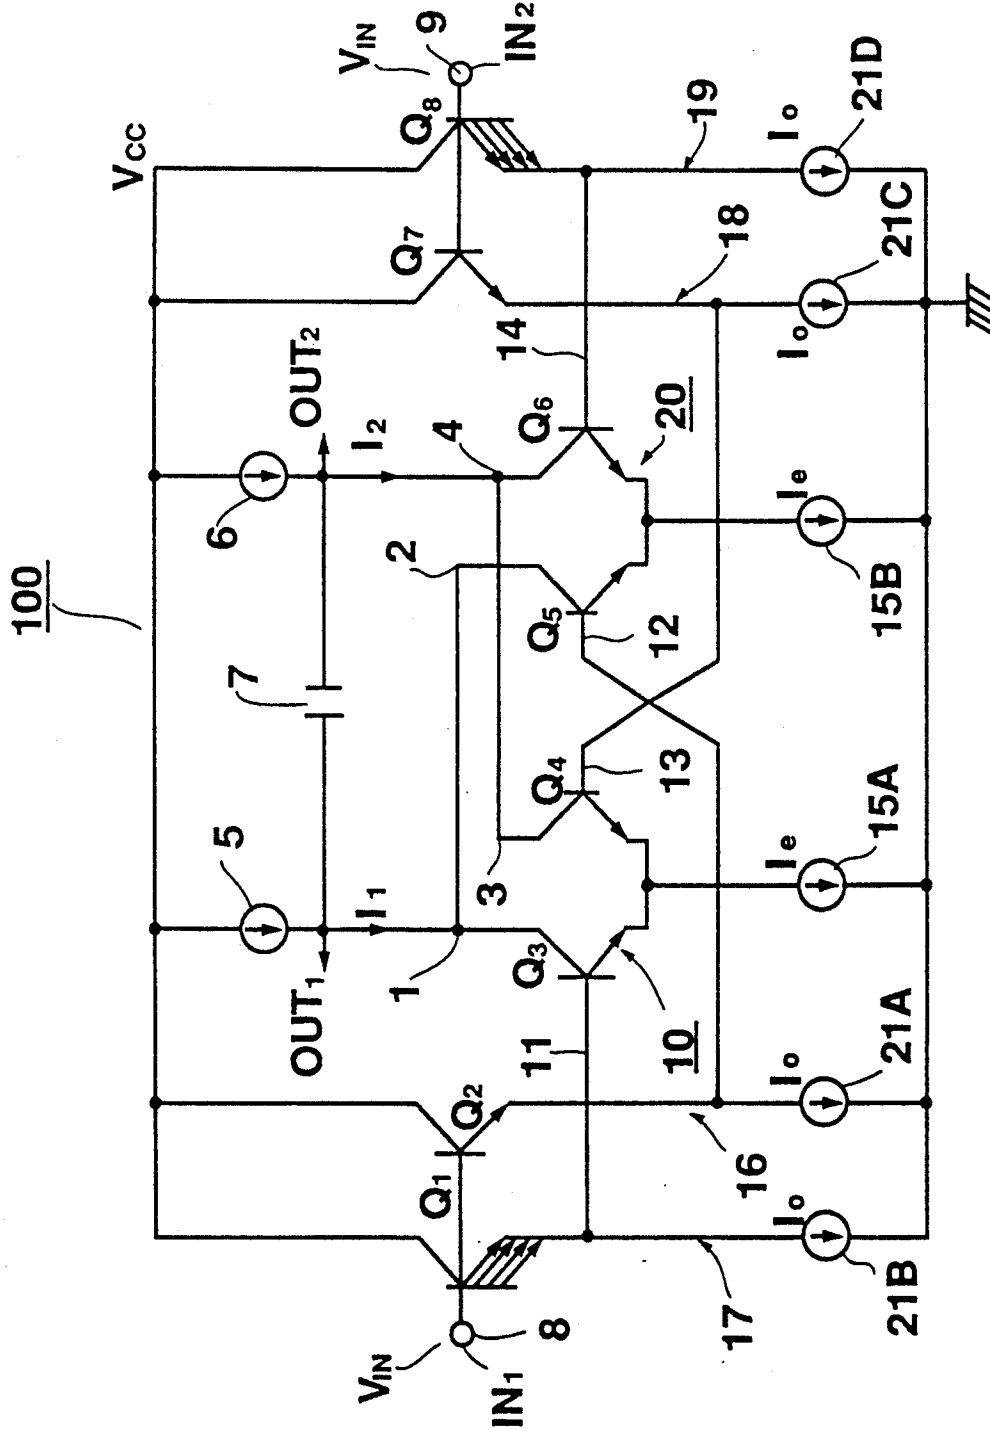 100
VCC
VIN
9
IN2
Q8
Q7
OUT2
OUT1
6
7
5
I2
I1
4
2
3
1
14
Q6
Q5
Q4
Q3
Q2
Q1
20
12
13
10
11
19
18
16
17
VIN
IN1
8
Io
21D
Io
21C
Ie
15B
Ie
15A
Io
21A
Io
21B